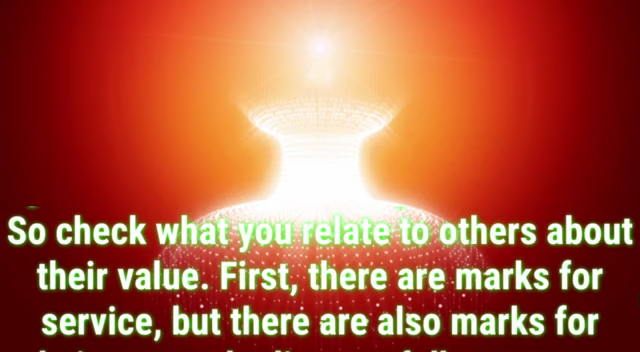 So check what you relate to others about
their value. First, there are marks for
service, but there are also marks for